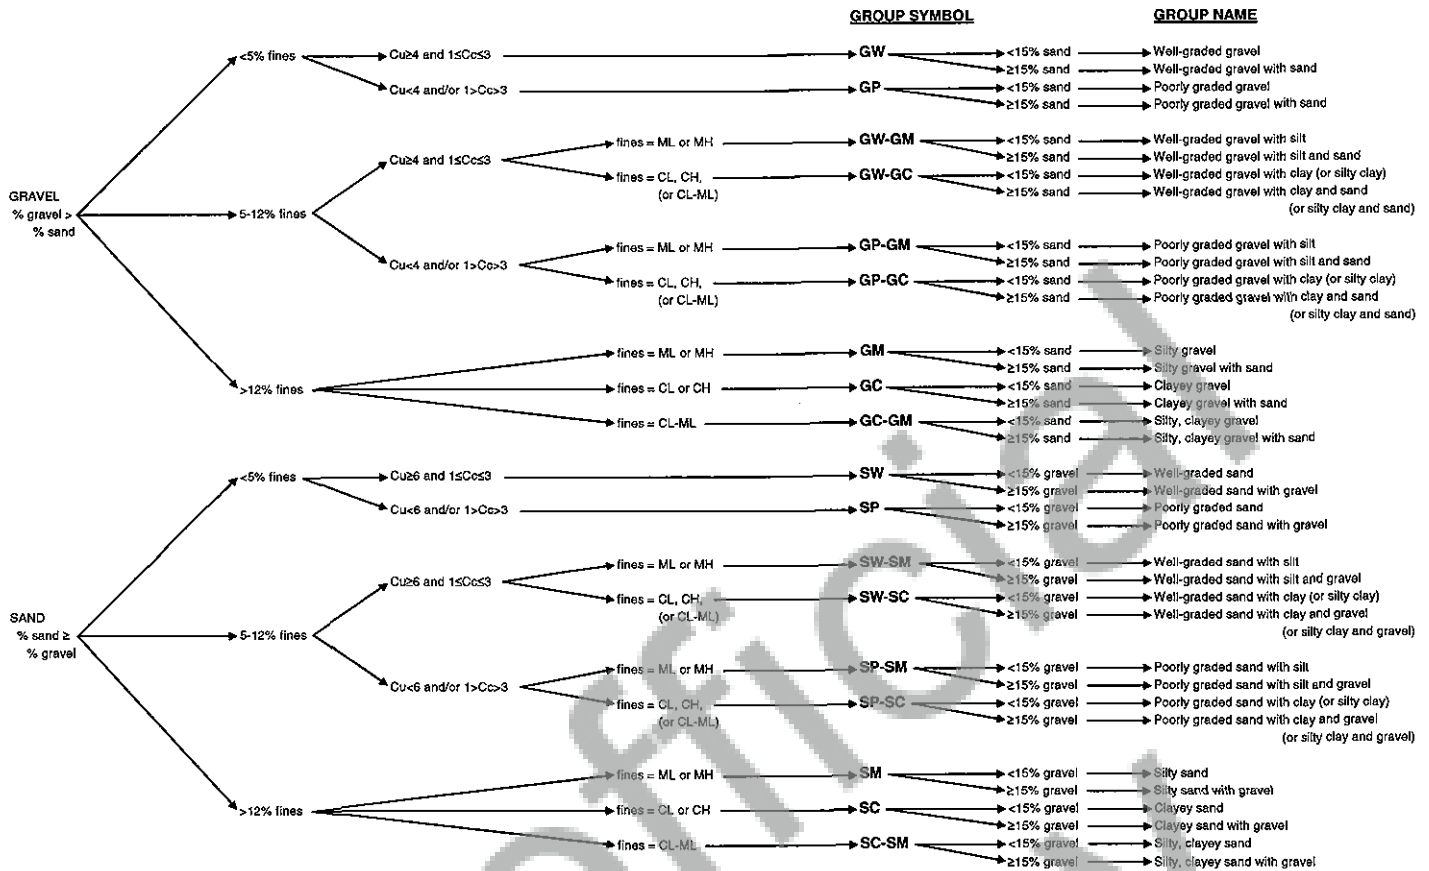 GROUP SYMBOL GROUP NAME
<5% fines Cu≥4 and 1≤Cc≤3 GW <15% sand Well-graded gravel
≥15% sand Well-graded gravel with sand
Cu<4 and/or 1>Cc>3 GP <15% sand Poorly graded gravel
≥15% sand Poorly graded gravel with sand
fines = ML or MH GW-GM <15% sand Well-graded gravel with silt
Cu≥4 and 1≤Cc≤3 ≥15% sand Well-graded gravel with silt and sand
fines = CL, CH, GW-GC <15% sand Well-graded gravel with clay (or silty clay)
(or CL-ML) ≥15% sand Well-graded gravel with clay and sand
GRAVEL (or silty clay and sand)
% gravel > 5-12% fines
% sand
fines = ML or MH GP-GM <15% sand Poorly graded gravel with silt
Cu<4 and/or 1>Cc>3 ≥15% sand Poorly graded gravel with silt and sand
fines = CL, CH, GP-GC <15% sand Poorly graded gravel with clay (or silty clay)
(or CL-ML) ≥15% sand Poorly graded gravel with clay and sand
(or silty clay and sand)
fines = ML or MH GM <15% sand Silty gravel
≥15% sand Silty gravel with sand
>12% fines fines = CL or CH GC <15% sand Clayey gravel
≥15% sand Clayey gravel with sand
fines = CL-ML GC-GM <15% sand Silty, clayey gravel
≥15% sand Silty, clayey gravel with sand
<5% fines Cu≥6 and 1≤Cc≤3 SW <15% gravel Well-graded sand
≥15% gravel Well-graded sand with gravel
Cu<6 and/or 1>Cc>3 SP <15% gravel Poorly graded sand
≥15% gravel Poorly graded sand with gravel
fines = ML or MH SW-SM <15% gravel Well-graded sand with silt
Cu≥6 and 1≤Cc≤3 ≥15% gravel Well-graded sand with silt and gravel
fines = CL, CH, SW-SC <15% gravel Well-graded sand with clay (or silty clay)
(or CL-ML) ≥15% gravel Well-graded sand with clay and gravel
SAND (or silty clay and gravel)
% sand ≥ 5-12% fines
% gravel
fines = ML or MH SP-SM <15% gravel Poorly graded sand with silt
Cu<6 and/or 1>Cc>3 ≥15% gravel Poorly graded sand with silt and gravel
fines = CL, CH, SP-SC <15% gravel Poorly graded sand with clay (or silty clay)
(or CL-ML) ≥15% gravel Poorly graded sand with clay and gravel
(or silty clay and gravel)
fines = ML or MH SM <15% gravel Silty sand
≥15% gravel Silty sand with gravel
>12% fines fines = CL or CH SC <15% gravel Clayey sand
≥15% gravel Clayey sand with gravel
fines = CL-ML SC-SM <15% gravel Silty, clayey sand
≥15% gravel Silty, clayey sand with gravel
official